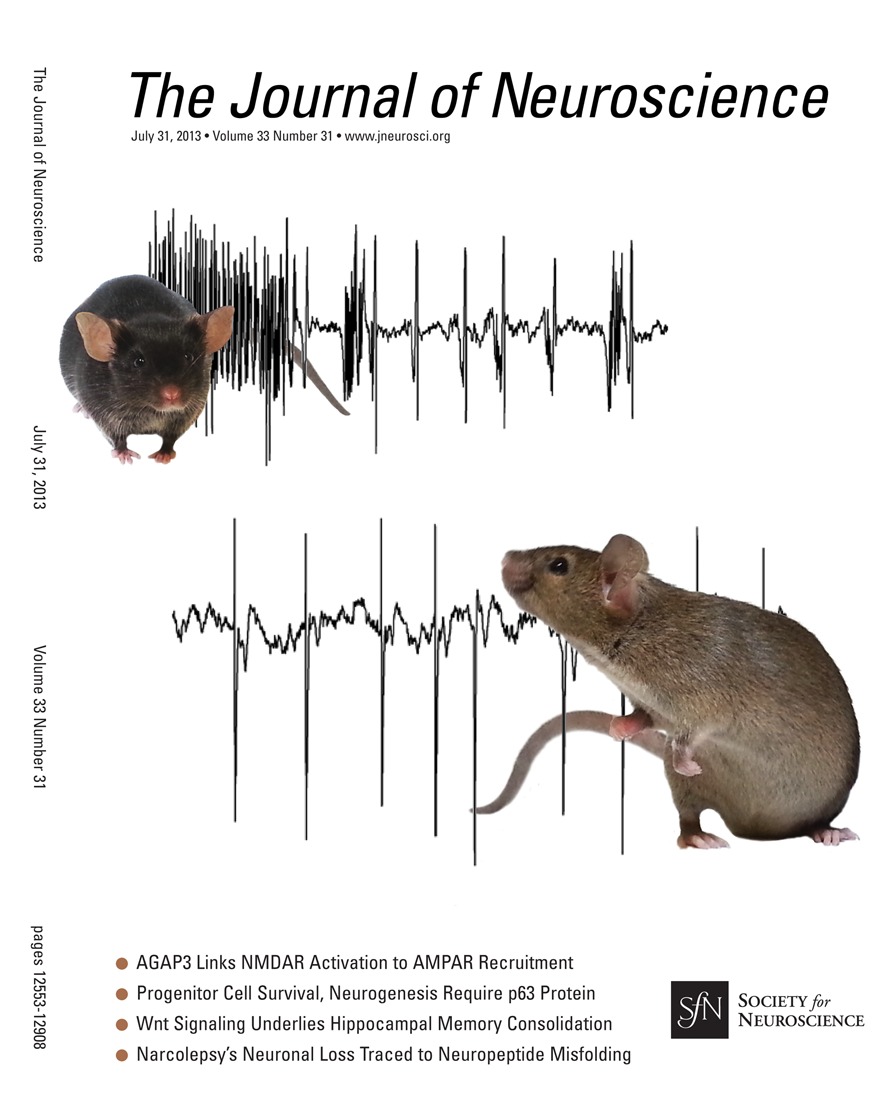 The Journal of Neuroscience
July 31, 2013 • Volume 33 Number 31 • www.jneurosci.org
The Journal of Neuroscience
July 31, 2013
Volume 33 Number 31
pages 12553-12908
● AGAP3 Links NMDAR Activation to AMPAR Recruitment
● Progenitor Cell Survival, Neurogenesis Require p63 Protein
● Wnt Signaling Underlies Hippocampal Memory Consolidation
● Narcolepsy's Neuronal Loss Traced to Neuropeptide Misfolding
SfN
SOCIETY for
NEUROSCIENCE